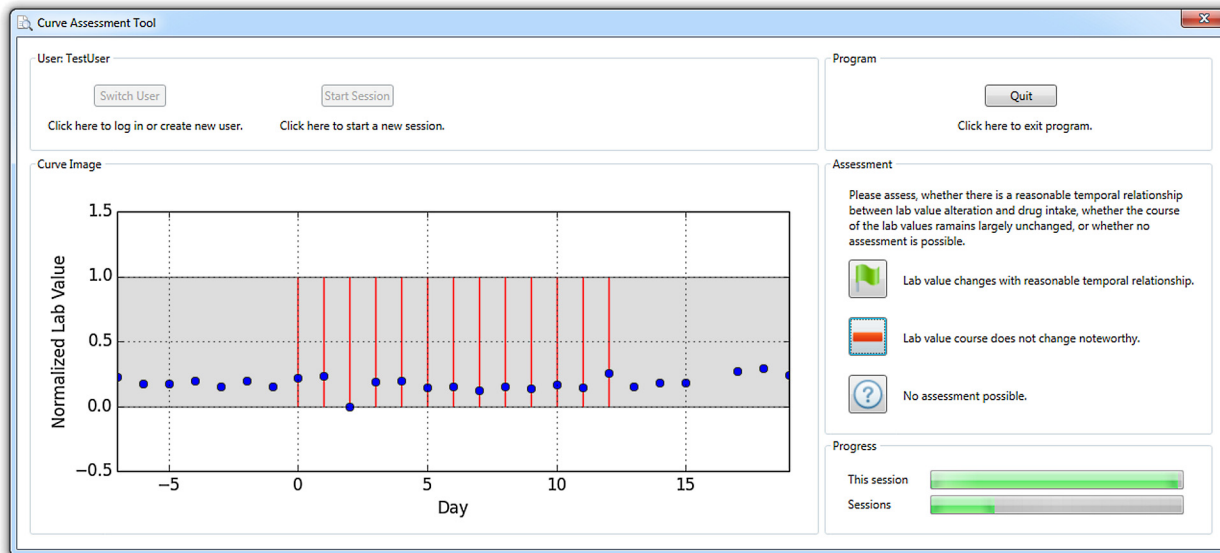 Curve Assessment Tool
User: TestUser
Switch User
Start Session
Click here to log in or create new user.
Click here to start a new session.
Program
Quit
Click here to exit program.
Curve Image
1.5
1.0
0.5
0.0
−0.5
Normalized Lab Value
−5
0
5
10
15
Day
Assessment
Please assess, whether there is a reasonable temporal relationship
between lab value alteration and drug intake, whether the course
of the lab values ramains largely unchanged, or whether no
assessment is possible.
Lab value changes with reasonable temporal relationship.
Lab value course does not change noteworthy.
?
No assessment possible.
Progress
This session
Sessions